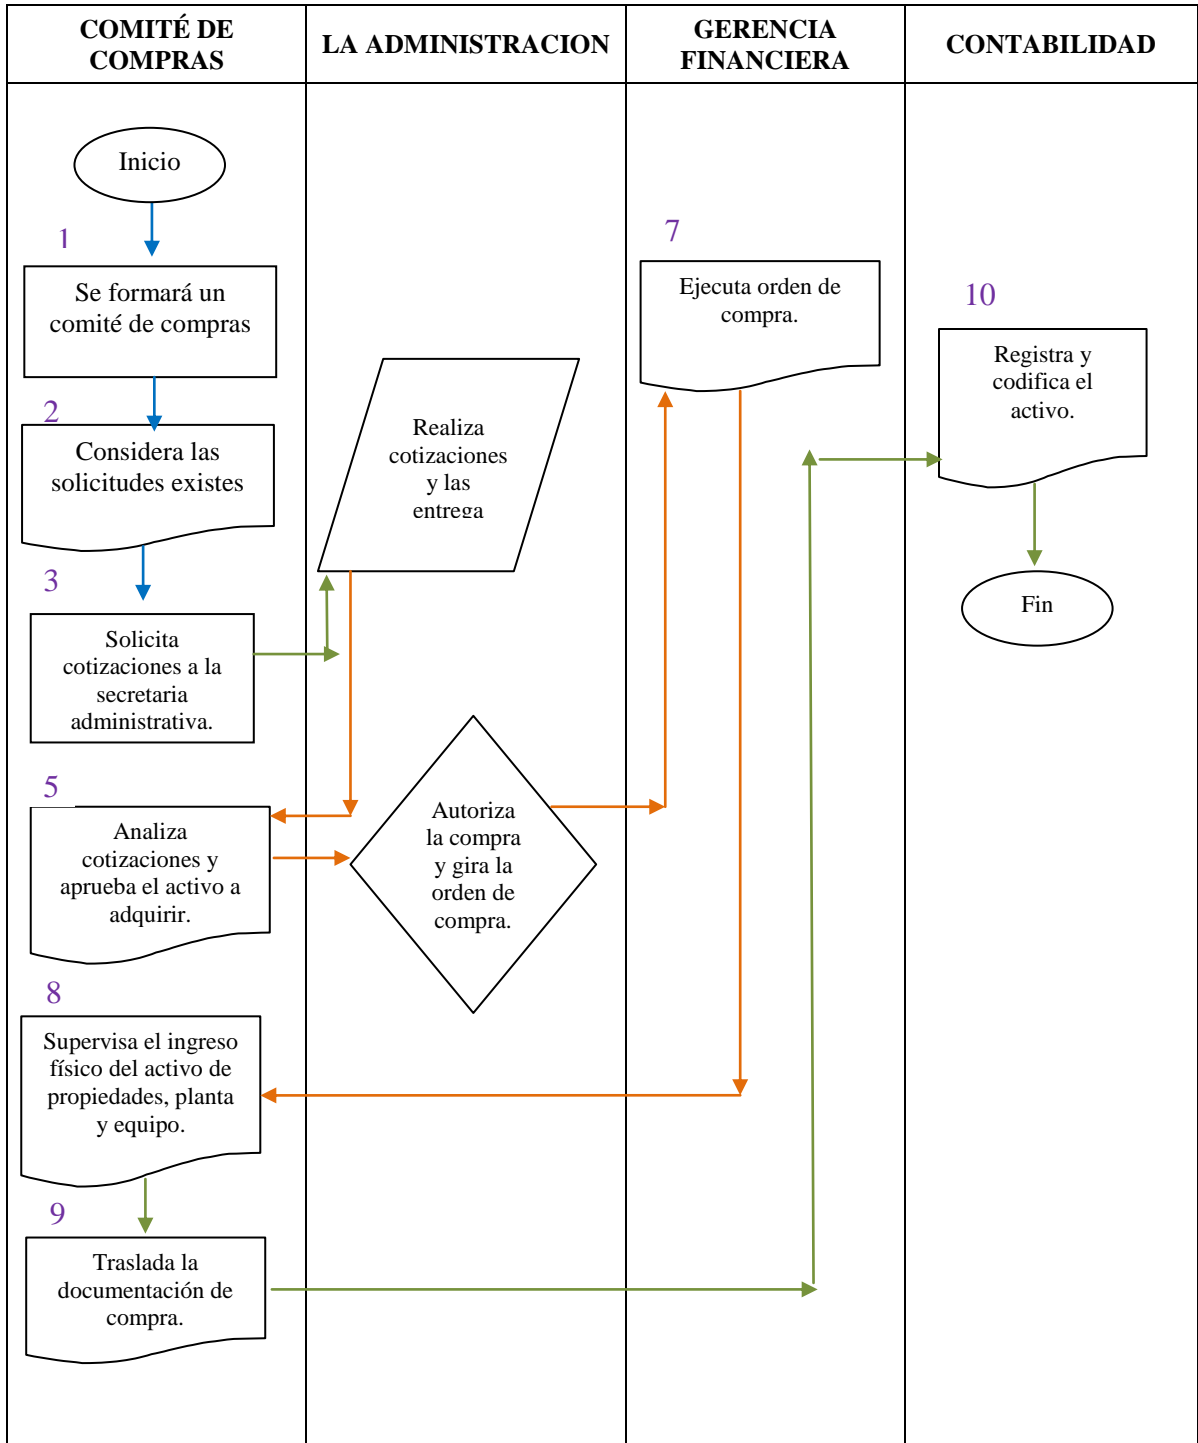 COMITÉ DE
COMPRAS
LA ADMINISTRACION
GERENCIA
FINANCIERA
CONTABILIDAD
Inicio
1
Se formará un
comité de compras
2
Considera las
solicitudes existes
3
Solicita
cotizaciones a la
secretaria
administrativa.
Realiza
cotizaciones
y las
entrega
5
Analiza
cotizaciones y
aprueba el activo a
adquirir.
Autoriza
la compra
y gira la
orden de
compra.
7
Ejecuta orden de
compra.
8
Supervisa el ingreso
físico del activo de
propiedades, planta
y equipo.
9
Traslada la
documentación de
compra.
10
Registra y
codifica el
activo.
Fin